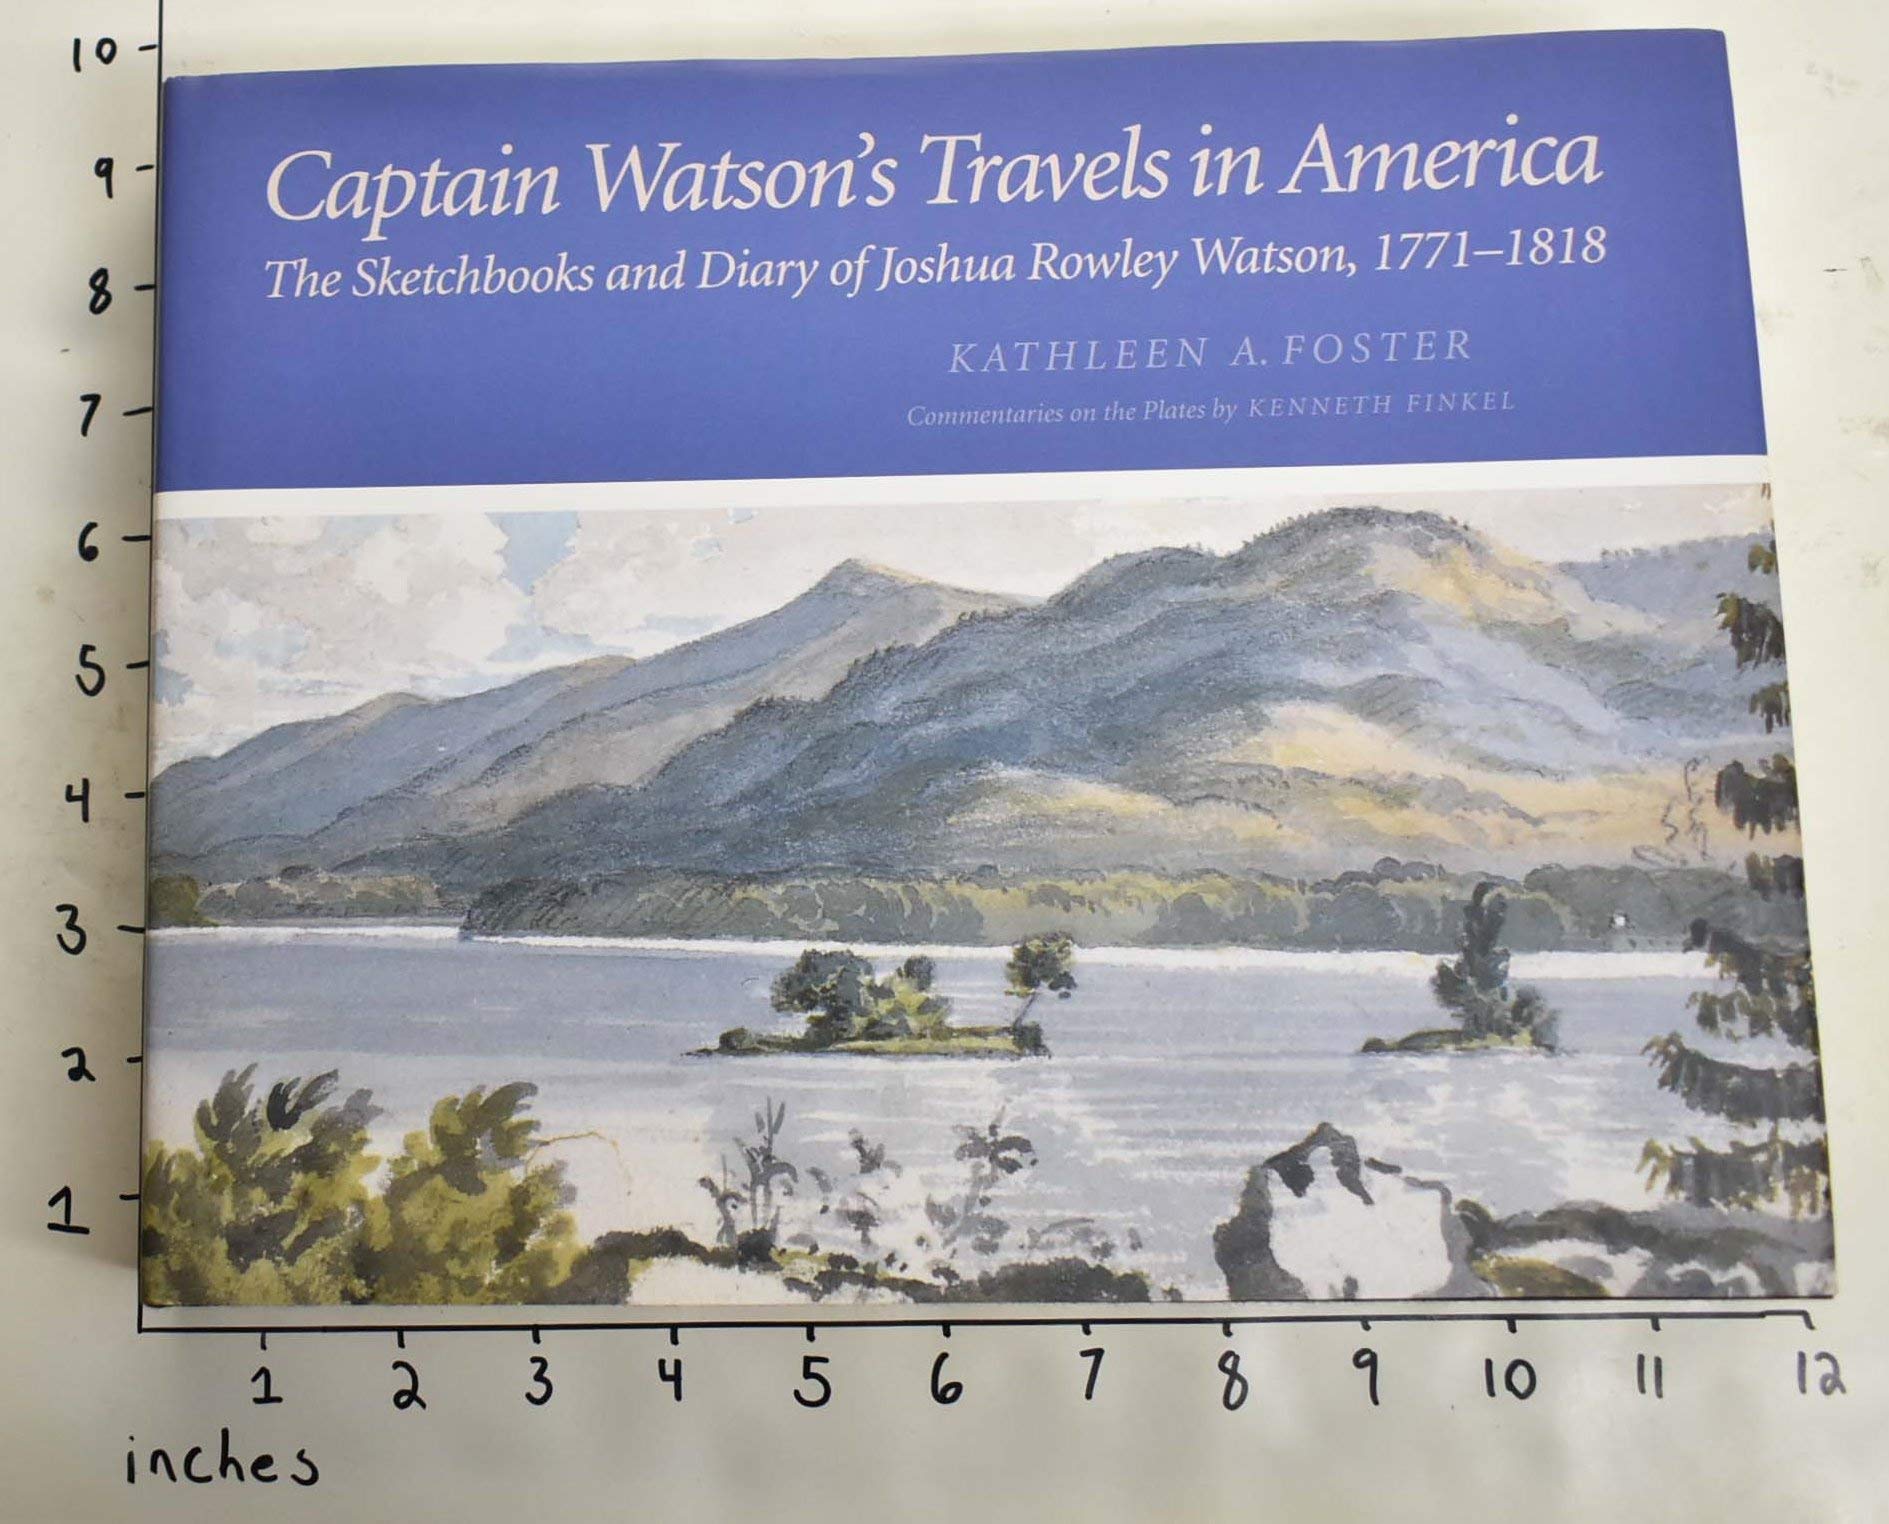 Captain Watson's Travels in America
The Sketchbooks and Diary of Joshua Rowley Watson, 1771–1818
KATHLEEN A. FOSTER
Commentaries on the Plates by KENNETH FINKEL
10
9
8
7
6
5
4
3
2
1
1 2 3 4 5 6 7 8 9 10 11 12
inches